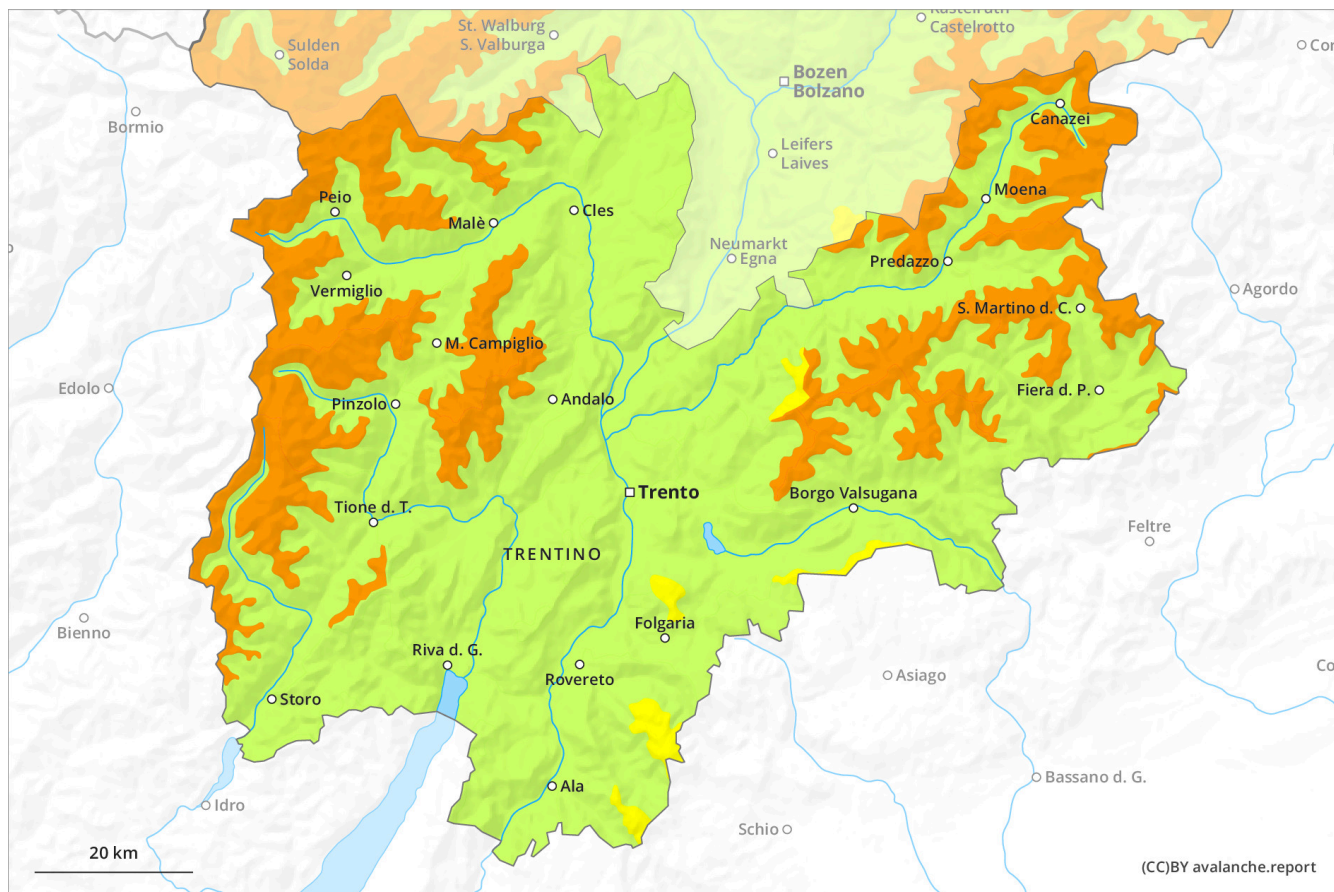 Kastelruth
Castelrotto
St. Walburg
S. Valburga
Sulden
Solda
Cor
Bozen
Bolzano
Bormio
Canazei
Leifers
Laives
Moena
Peio
Malè
Cles
Neumarkt
Egna
Predazzo
Vermiglio
Agordo
S. Martino d. C.
M. Campiglio
Edolo
Pinzolo
Andalo
Fiera d. P.
Trento
Borgo Valsugana
Tione d. T.
Feltre
TRENTINO
Bienno
Folgaria
Riva d. G.
Rovereto
Asiago
Co
Storo
Ala
Bassano d. G.
Idro
Schio
20 km
(CC)BY avalanche.report